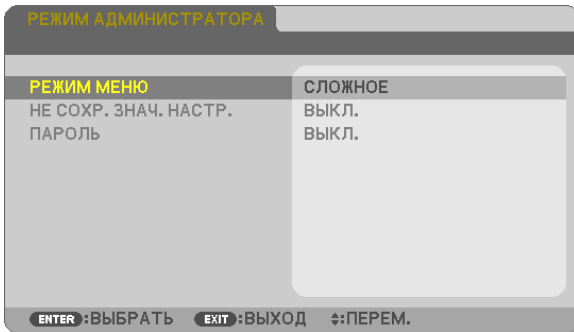 РЕЖИМ АДМИНИСТРАТОРА
РЕЖИМ МЕНЮ СЛОЖНОЕ
НЕ СОХР. ЗНАЧ. НАСТР. ВЫКЛ.
ПАРОЛЬ ВЫКЛ.
ENTER :ВЫБРАТЬ EXIT :ВЫХОД :ПЕРЕМ.